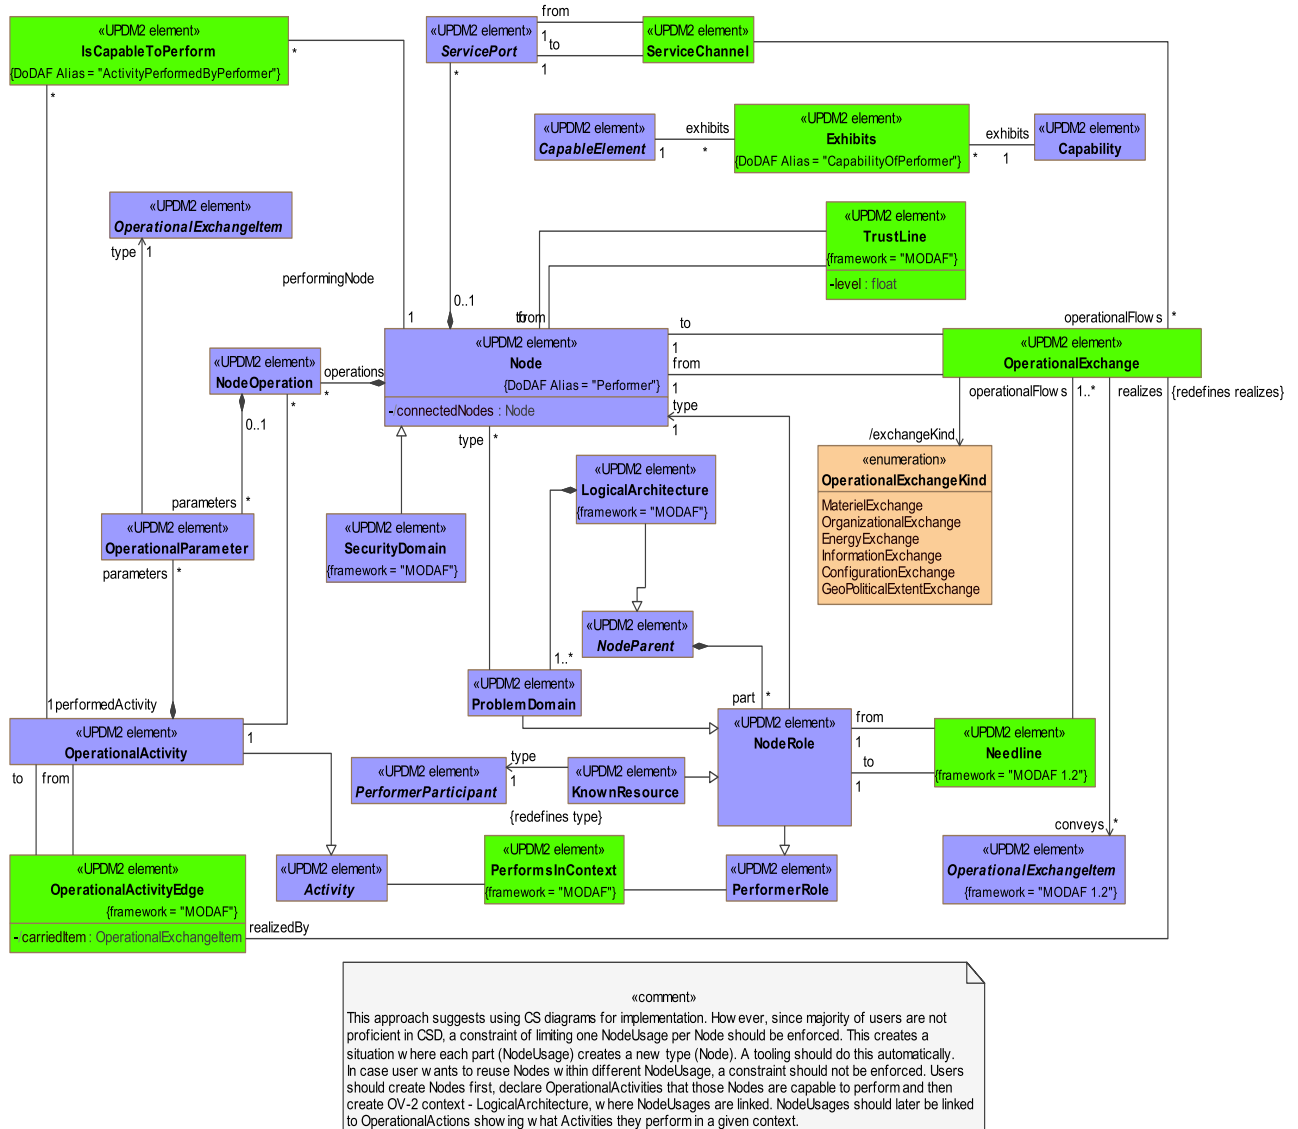 «UPDM2 element»
IsCapableToPerform
{DoDAF Alias = "ActivityPerformedByPerformer"}
*
*
«UPDM2 element»
ServicePort
from
1
to
1
*
«UPDM2 element»
ServiceChannel
«UPDM2 element»
CapableElement
exhibits
1
*
«UPDM2 element»
Exhibits
{DoDAF Alias = "CapabilityOfPerformer"}
exhibits
*
1
«UPDM2 element»
Capability
«UPDM2 element»
OperationalExchangeItem
type
1
«UPDM2 element»
TrustLine
{framework = "MODAF"}
-level : float
performingNode
1
0..1
to
from
operationalFlows
*
«UPDM2 element»
NodeOperation
operations
*
*
0..1
«UPDM2 element»
Node
{DoDAF Alias = "Performer"}
-/connectedNodes : Node
to
1
from
1
type
1
«UPDM2 element»
OperationalExchange
operationalFlows
1..*
realizes
{redefines realizes}
/exchangeKind
type
*
«enumeration»
OperationalExchangeKind
MaterielExchange
OrganizationalExchange
EnergyExchange
InformationExchange
ConfigurationExchange
GeoPoliticalExtentExchange
«UPDM2 element»
LogicalArchitecture
{framework = "MODAF"}
parameters
*
«UPDM2 element»
OperationalParameter
parameters
*
«UPDM2 element»
SecurityDomain
{framework = "MODAF"}
«UPDM2 element»
NodeParent
1..*
«UPDM2 element»
ProblemDomain
part
*
1
performedActivity
«UPDM2 element»
OperationalActivity
1
«UPDM2 element»
NodeRole
from
1
to
1
«UPDM2 element»
Needline
{framework = "MODAF 1.2"}
to
from
«UPDM2 element»
PerformerParticipant
type
1
{redefines type}
«UPDM2 element»
KnownResource
conveys
*
«UPDM2 element»
OperationalExchangeItem
{framework = "MODAF 1.2"}
«UPDM2 element»
OperationalActivityEdge
{framework = "MODAF"}
-/carriedItem : OperationalExchangeItem
realizedBy
«UPDM2 element»
Activity
«UPDM2 element»
PerformsInContext
{framework = "MODAF"}
«UPDM2 element»
PerformerRole
«comment»
This approach suggests using CS diagrams for implementation. However, since majority of users are not
proficient in CSD, a constraint of limiting one NodeUsage per Node should be enforced. This creates a
situation where each part (NodeUsage) creates a new type (Node). A tooling should do this automatically.
In case user wants to reuse Nodes within different NodeUsage, a constraint should not be enforced. Users
should create Nodes first, declare OperationalActivities that those Nodes are capable to perform and then
create OV-2 context - LogicalArchitecture, where NodeUsages are linked. NodeUsages should later be linked
to OperationalActions showing what Activities they perform in a given context.